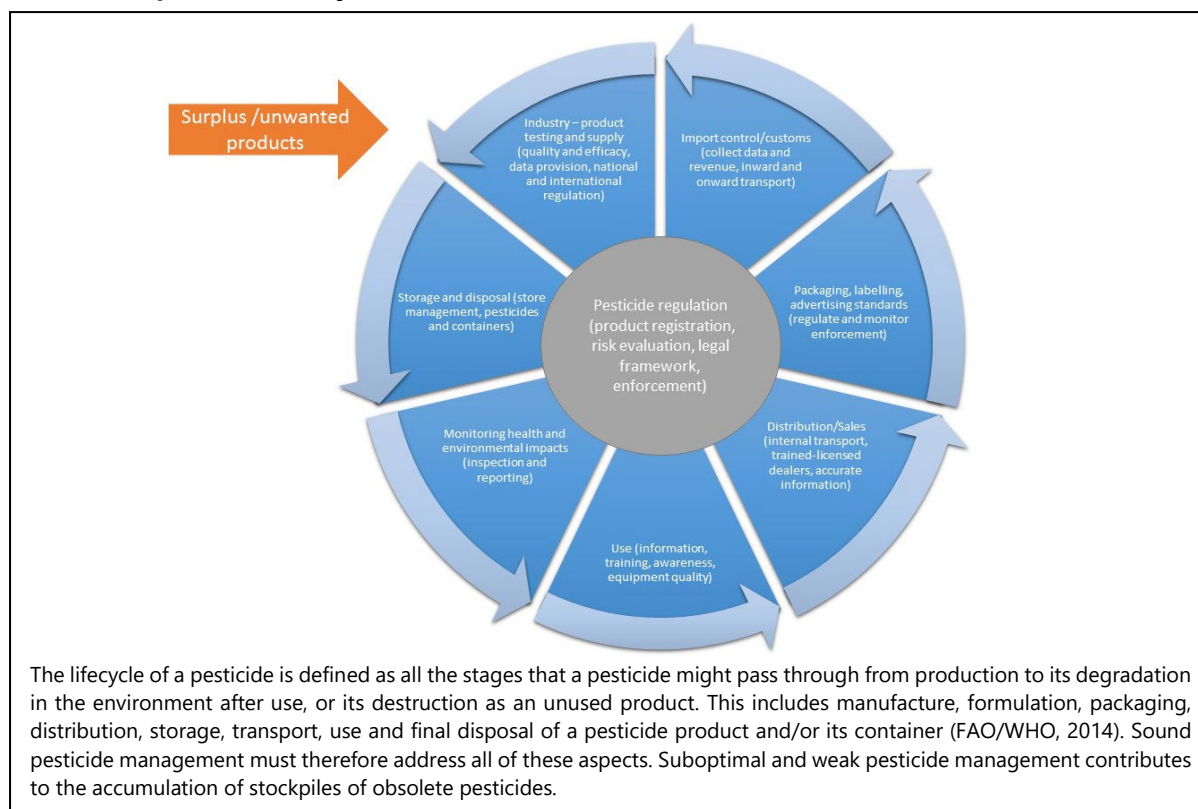 Surplus /unwanted
products
Industry – product
testing and supply
(quality and efficacy,
data provision, national
and international
regulation)
Import control/customs
(collect data and
revenue, inward and
onward transport)
Storage and disposal (store
management, pesticides
and containers)
Pesticide regulation
(product registration,
risk evaluation, legal
framework,
enforcement)
Packaging, labelling,
advertising standards
(regulate and monitor
enforcement)
Monitoring health and
environmental impacts
(inspection and
reporting)
Distribution/Sales
(internal transport,
trained-licensed
dealers, accurate
information)
Use (information,
training, awareness,
equipment quality)
The lifecycle of a pesticide is defined as all the stages that a pesticide might pass through from production to its degradation
in the environment after use, or its destruction as an unused product. This includes manufacture, formulation, packaging,
distribution, storage, transport, use and final disposal of a pesticide product and/or its container (FAO/WHO, 2014). Sound
pesticide management must therefore address all of these aspects. Suboptimal and weak pesticide management contributes
to the accumulation of stockpiles of obsolete pesticides.